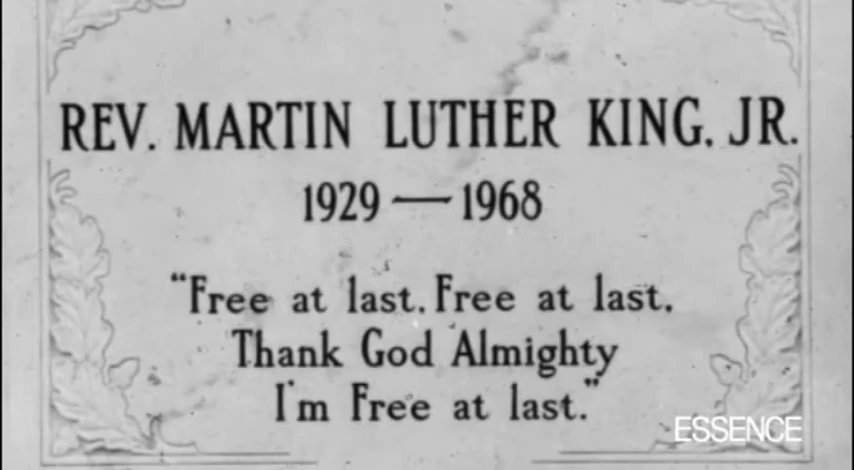 REV. MARTIN LUTHER KING, JR.
1929 — 1968
"Free at last. Free at last.
Thank God Almighty
I'm Free at last."
ESSENCE